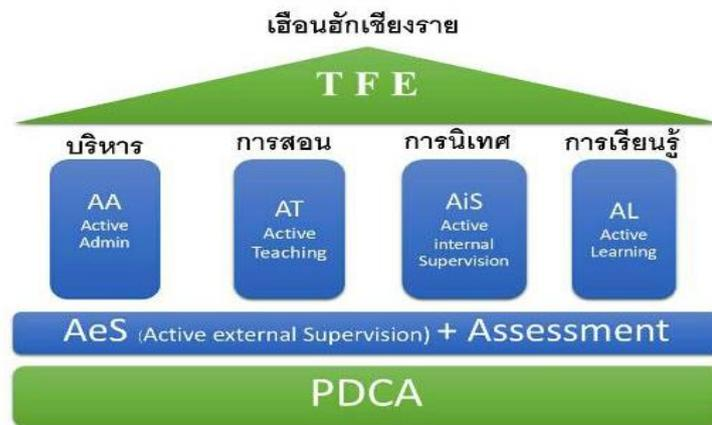 เฮือนฮักเชียงราย
T F E
บริหาร
การสอน
การนิเทศ
การเรียนรู้
AA
Active
Admin
AT
Active
Teaching
AiS
Active
internal
Supervision
AL
Active
Learning
AeS (Active external Supervision) + Assessment
PDCA